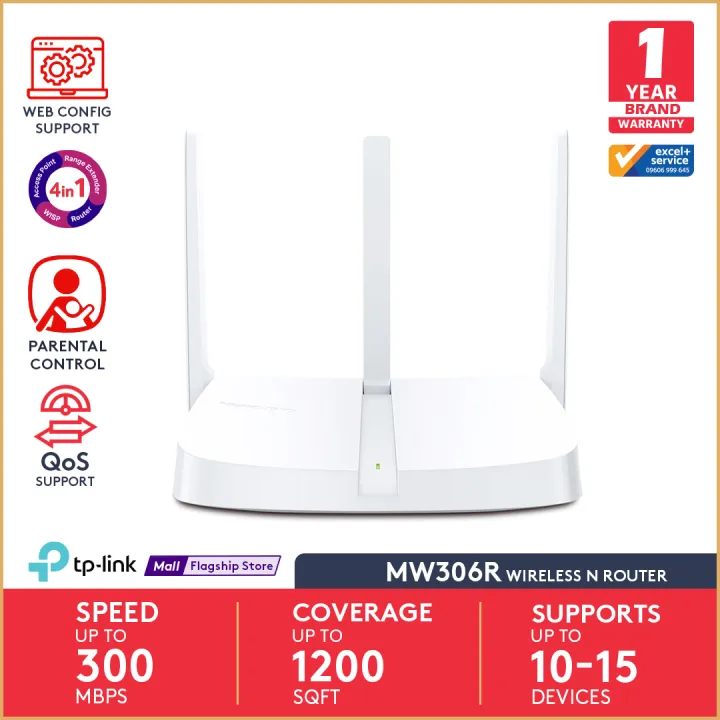 WEB CONFIG
SUPPORT
Access Point
Range Extender
4in1
WISP
Router
PARENTAL
CONTROL
QoS
SUPPORT
1
YEAR
BRAND
WARRANTY
excel+
service
09606 999 645
tp-link
Mall Flagship Store
MW306R WIRELESS N ROUTER
SPEED
UP TO
300
MBPS
COVERAGE
UP TO
1200
SQFT
SUPPORTS
UP TO
10-15
DEVICES